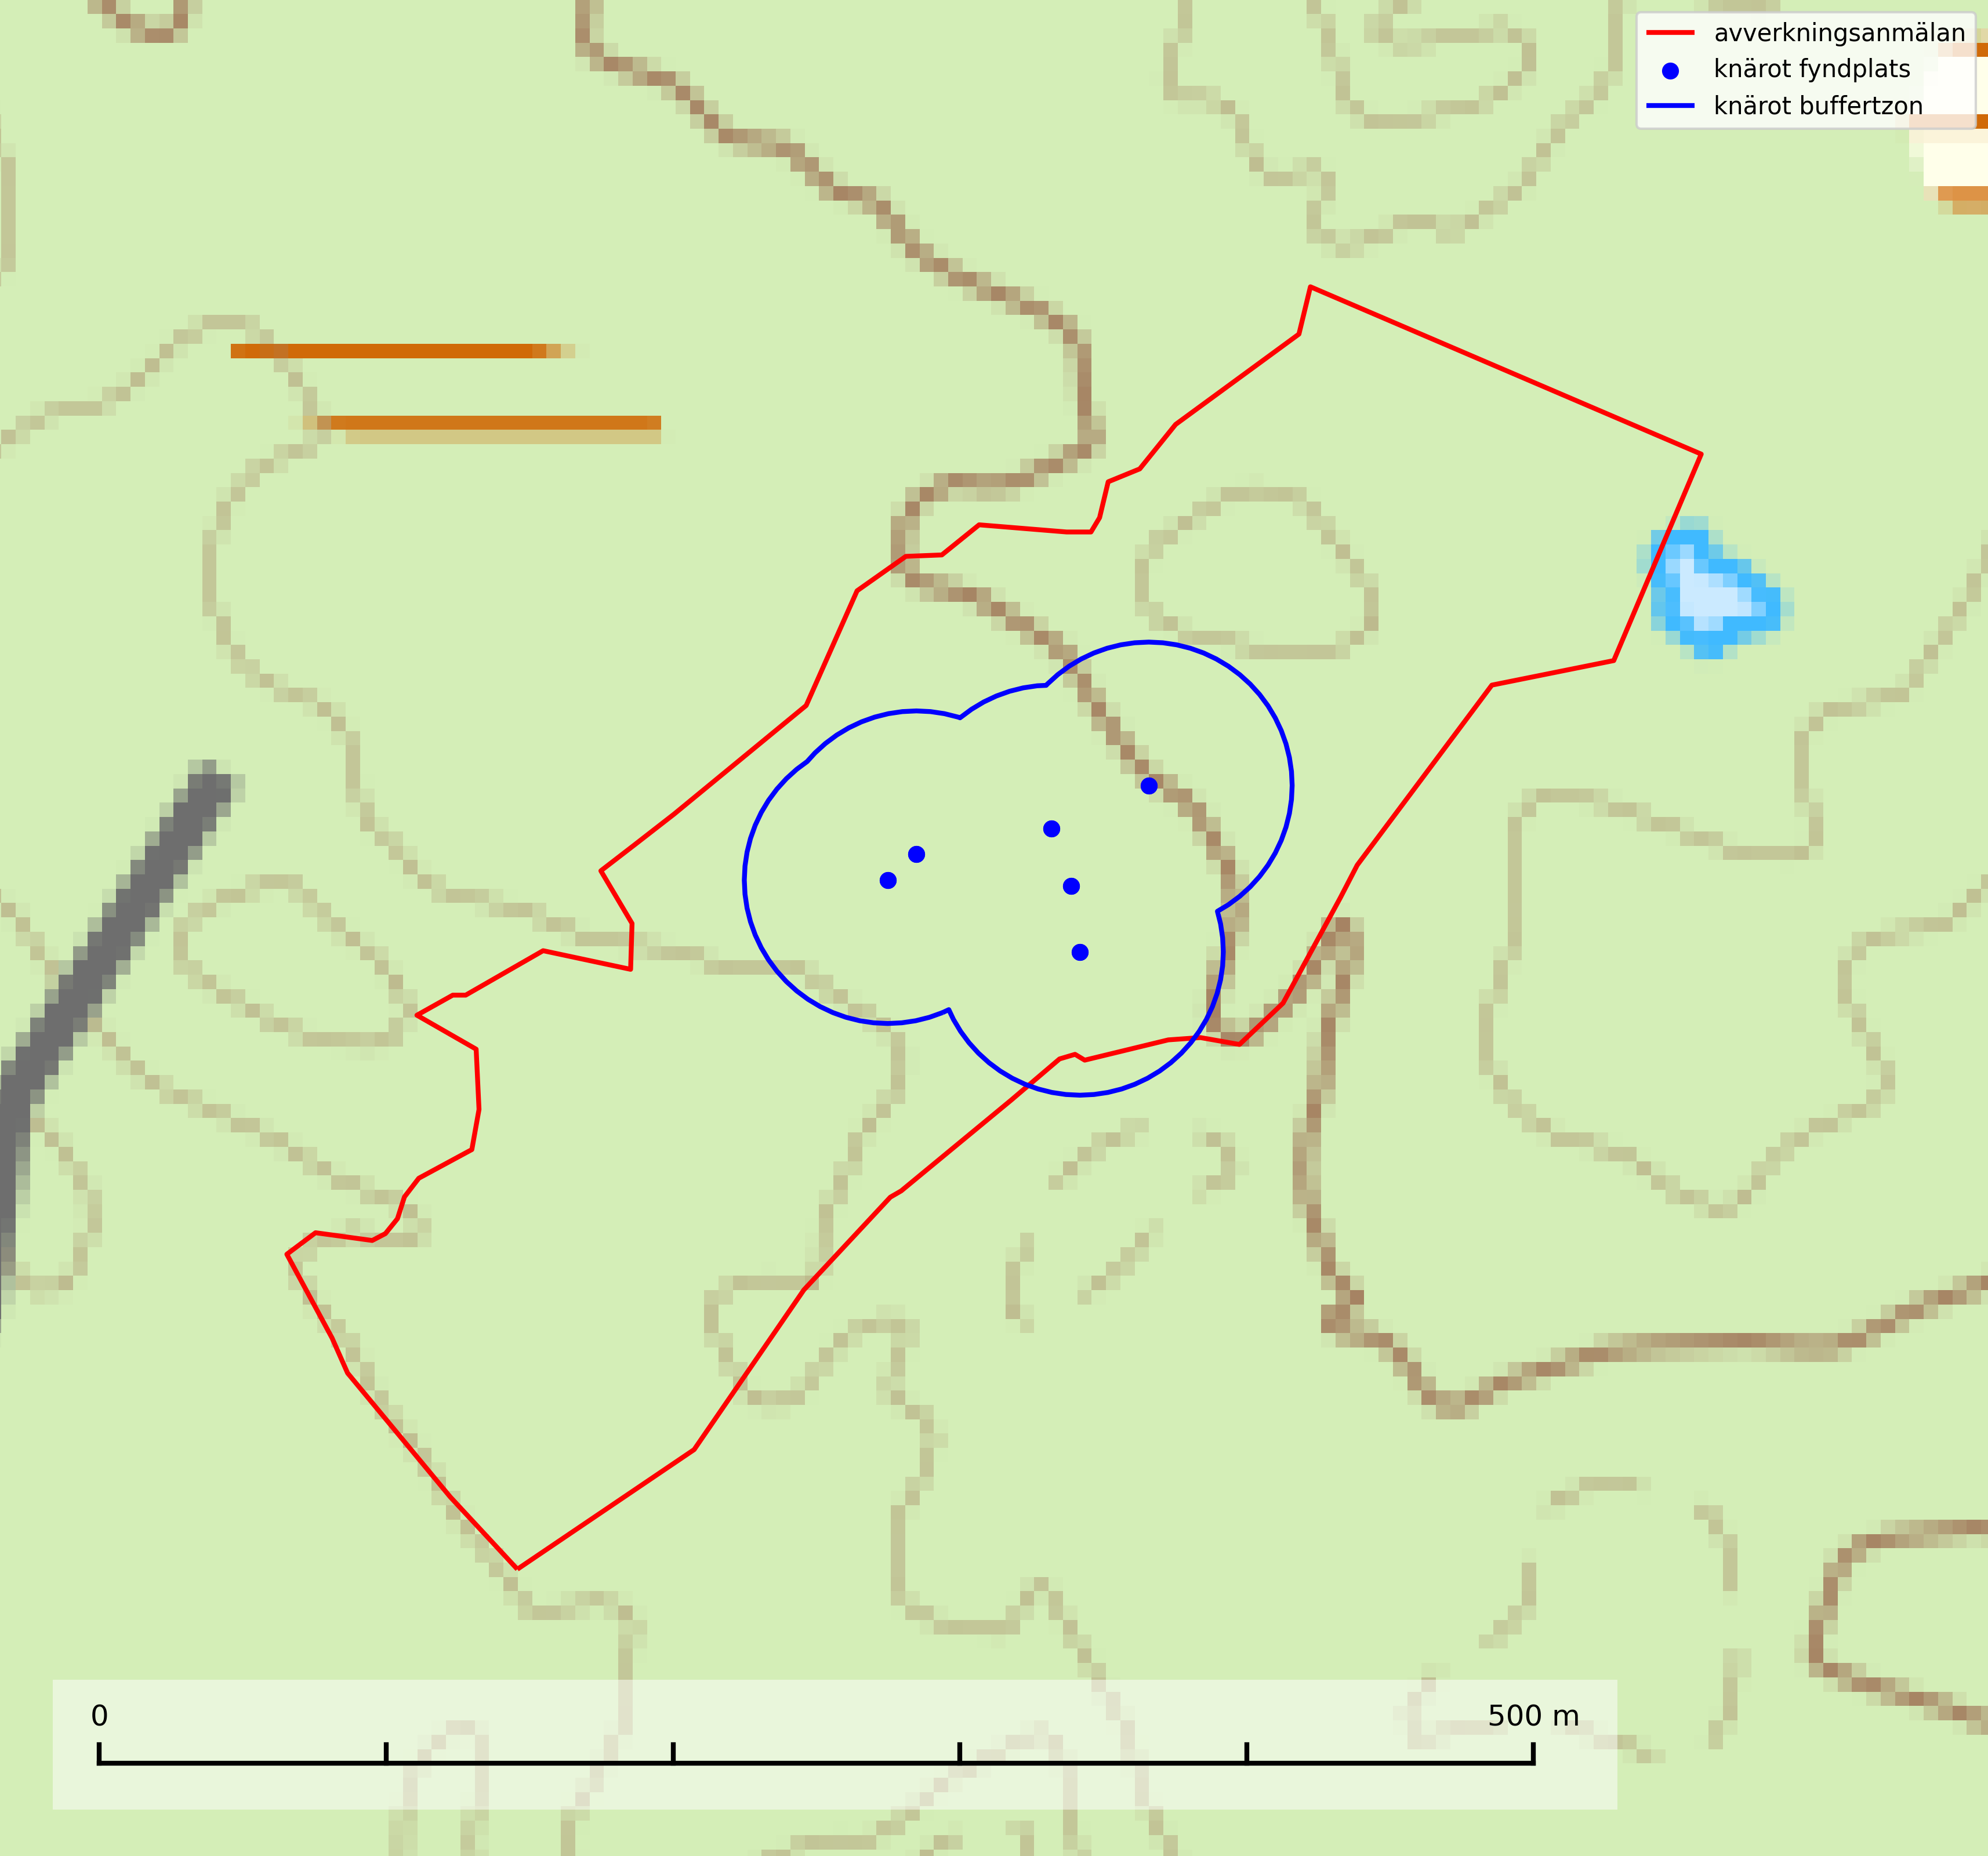 avverkningsanmälan
knärot fyndplats
knärot buffertzon
0 500 m